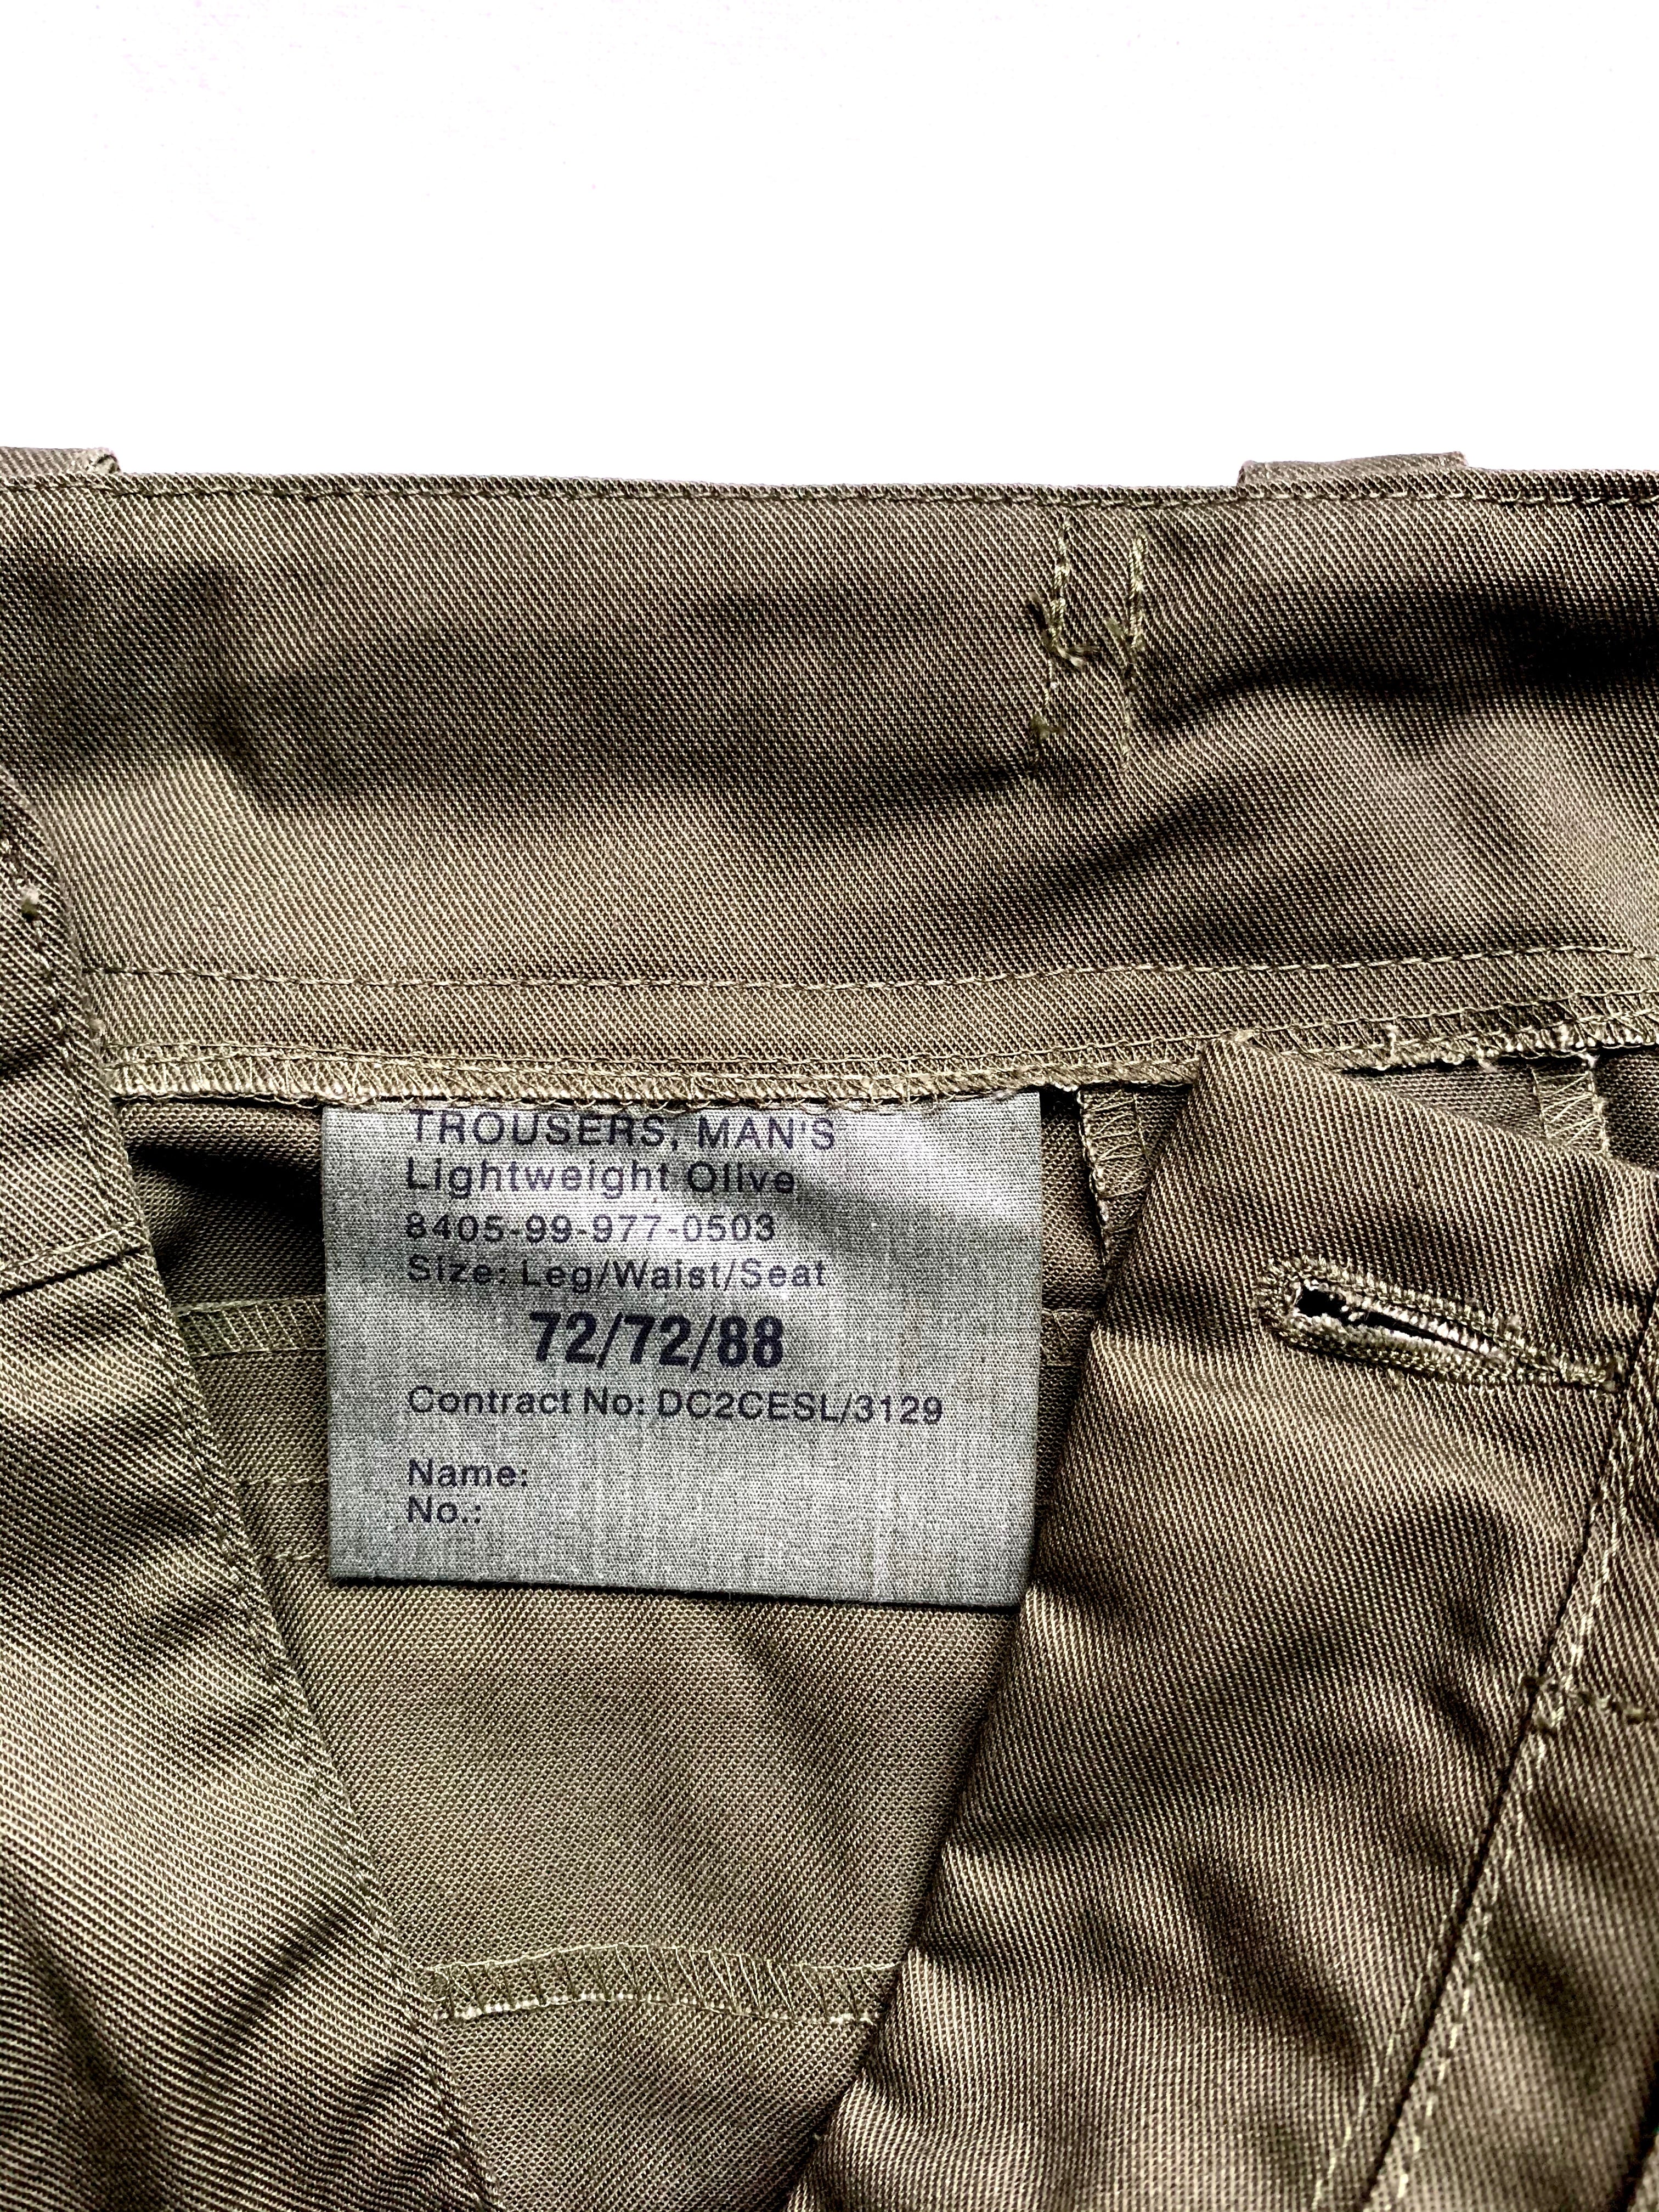 TROUSERS, MAN'S
Lightweight Olive
8405-99-977-0503
Size: Leg/Waist/Seat
72/72/88
Contract No: DC2CESL/3129
Name:
No.: